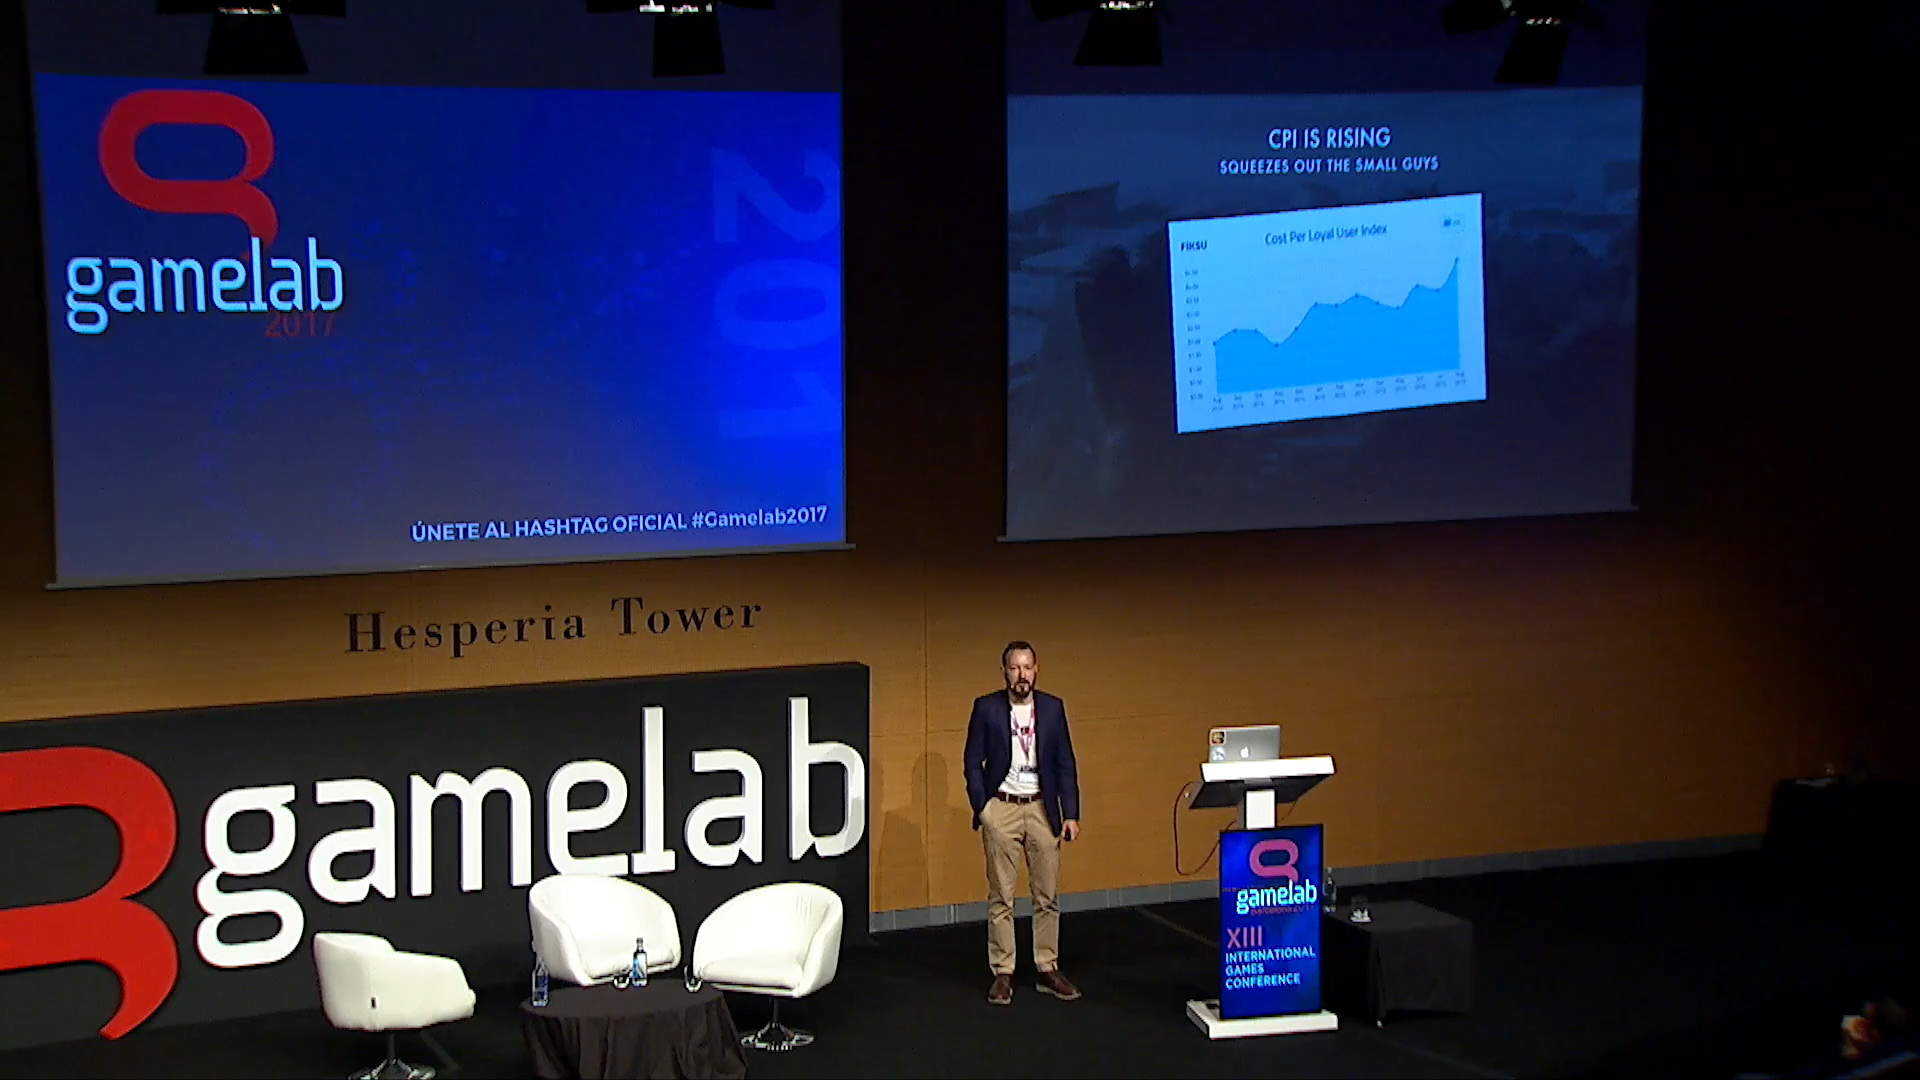 gamelab
2017
201
ÚNETE AL HASHTAG OFICIAL #Gamelab2017
CPI IS RISING
SQUEEZES OUT THE SMALL GUYS
FIKSU
Cost Per Loyal User Index
Hesperia Tower
gamelab
gamelab
XIII
INTERNATIONAL
GAMES
CONFERENCE